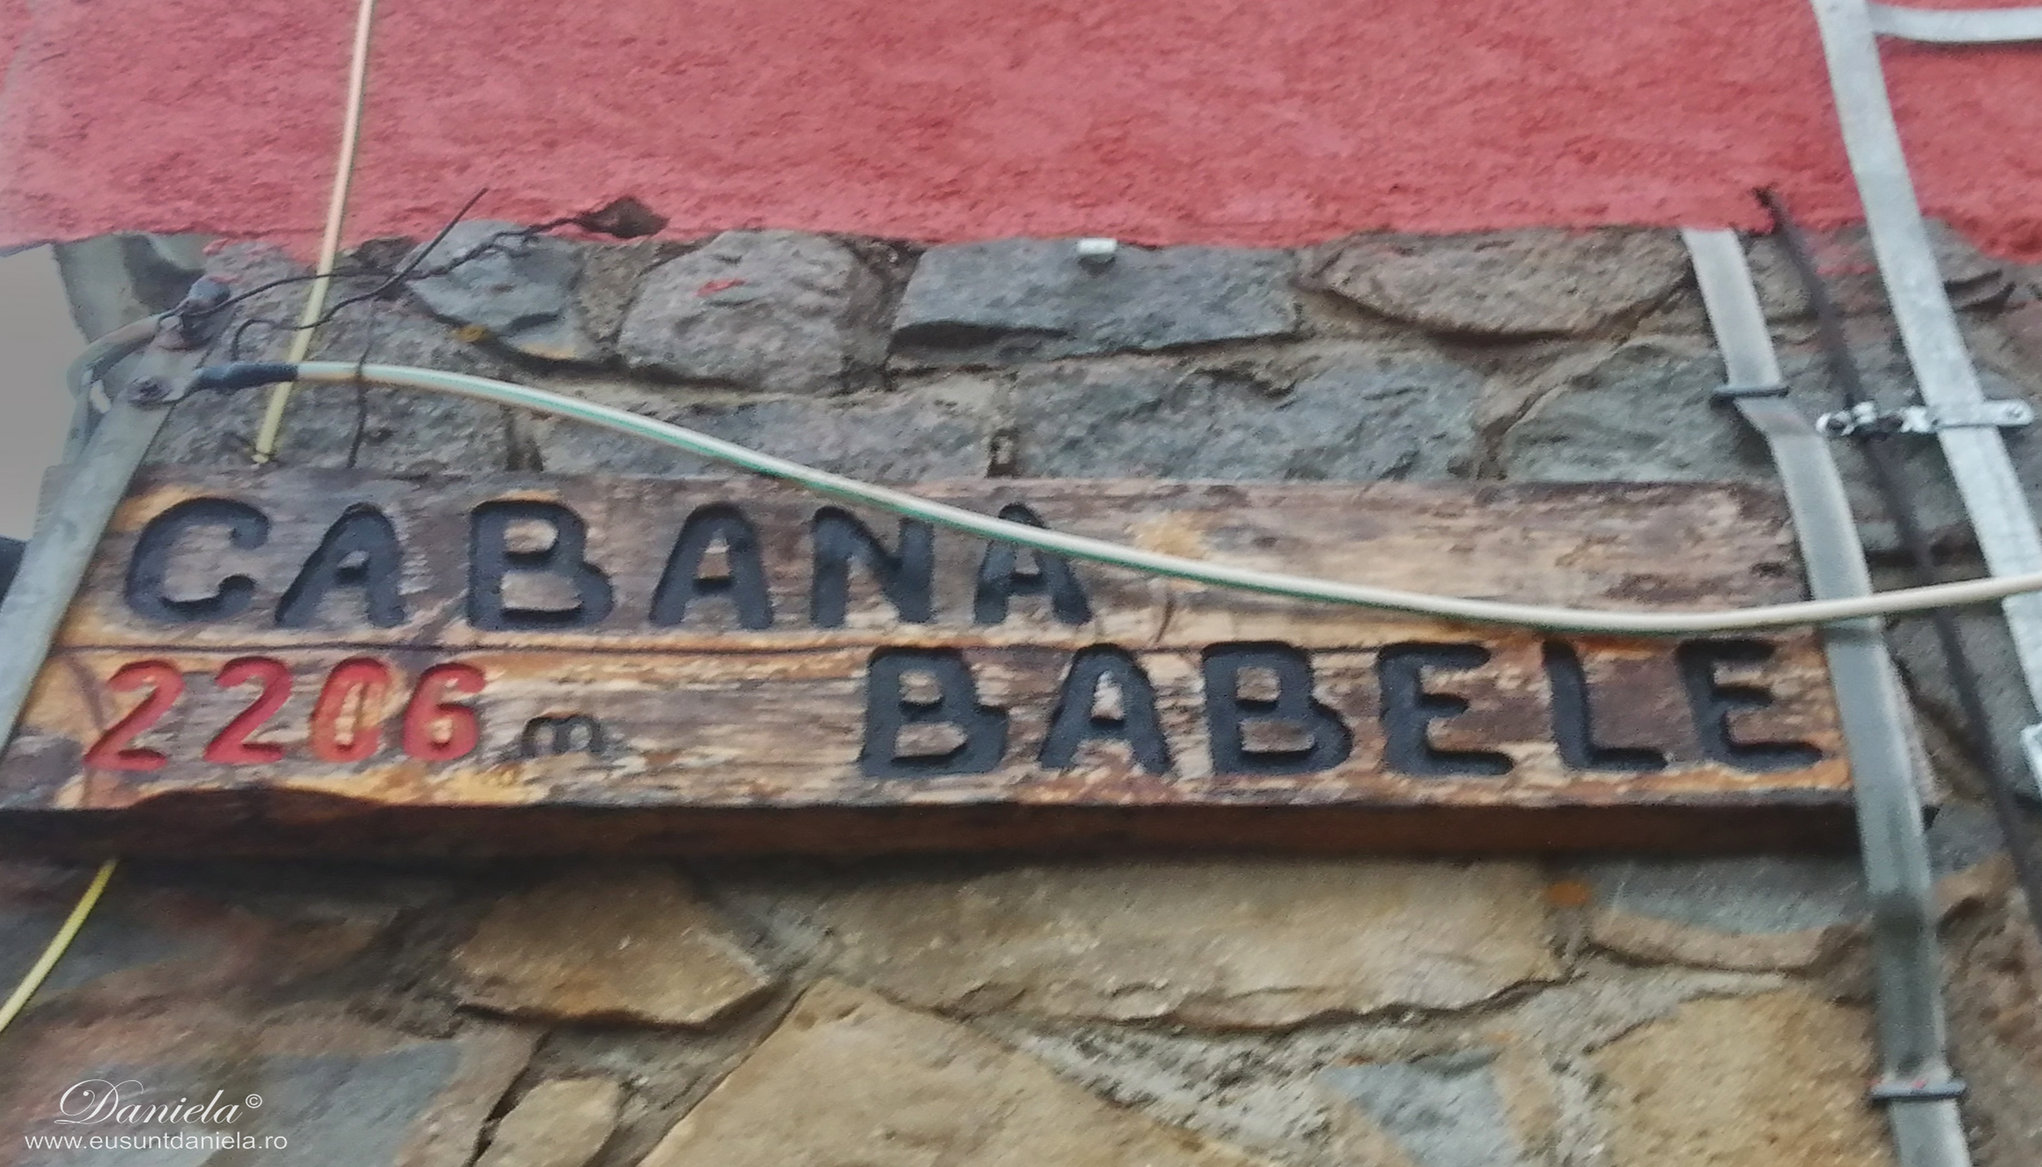 CABANA
2206 m BABELE
Daniela©
www.eusuntdaniela.ro